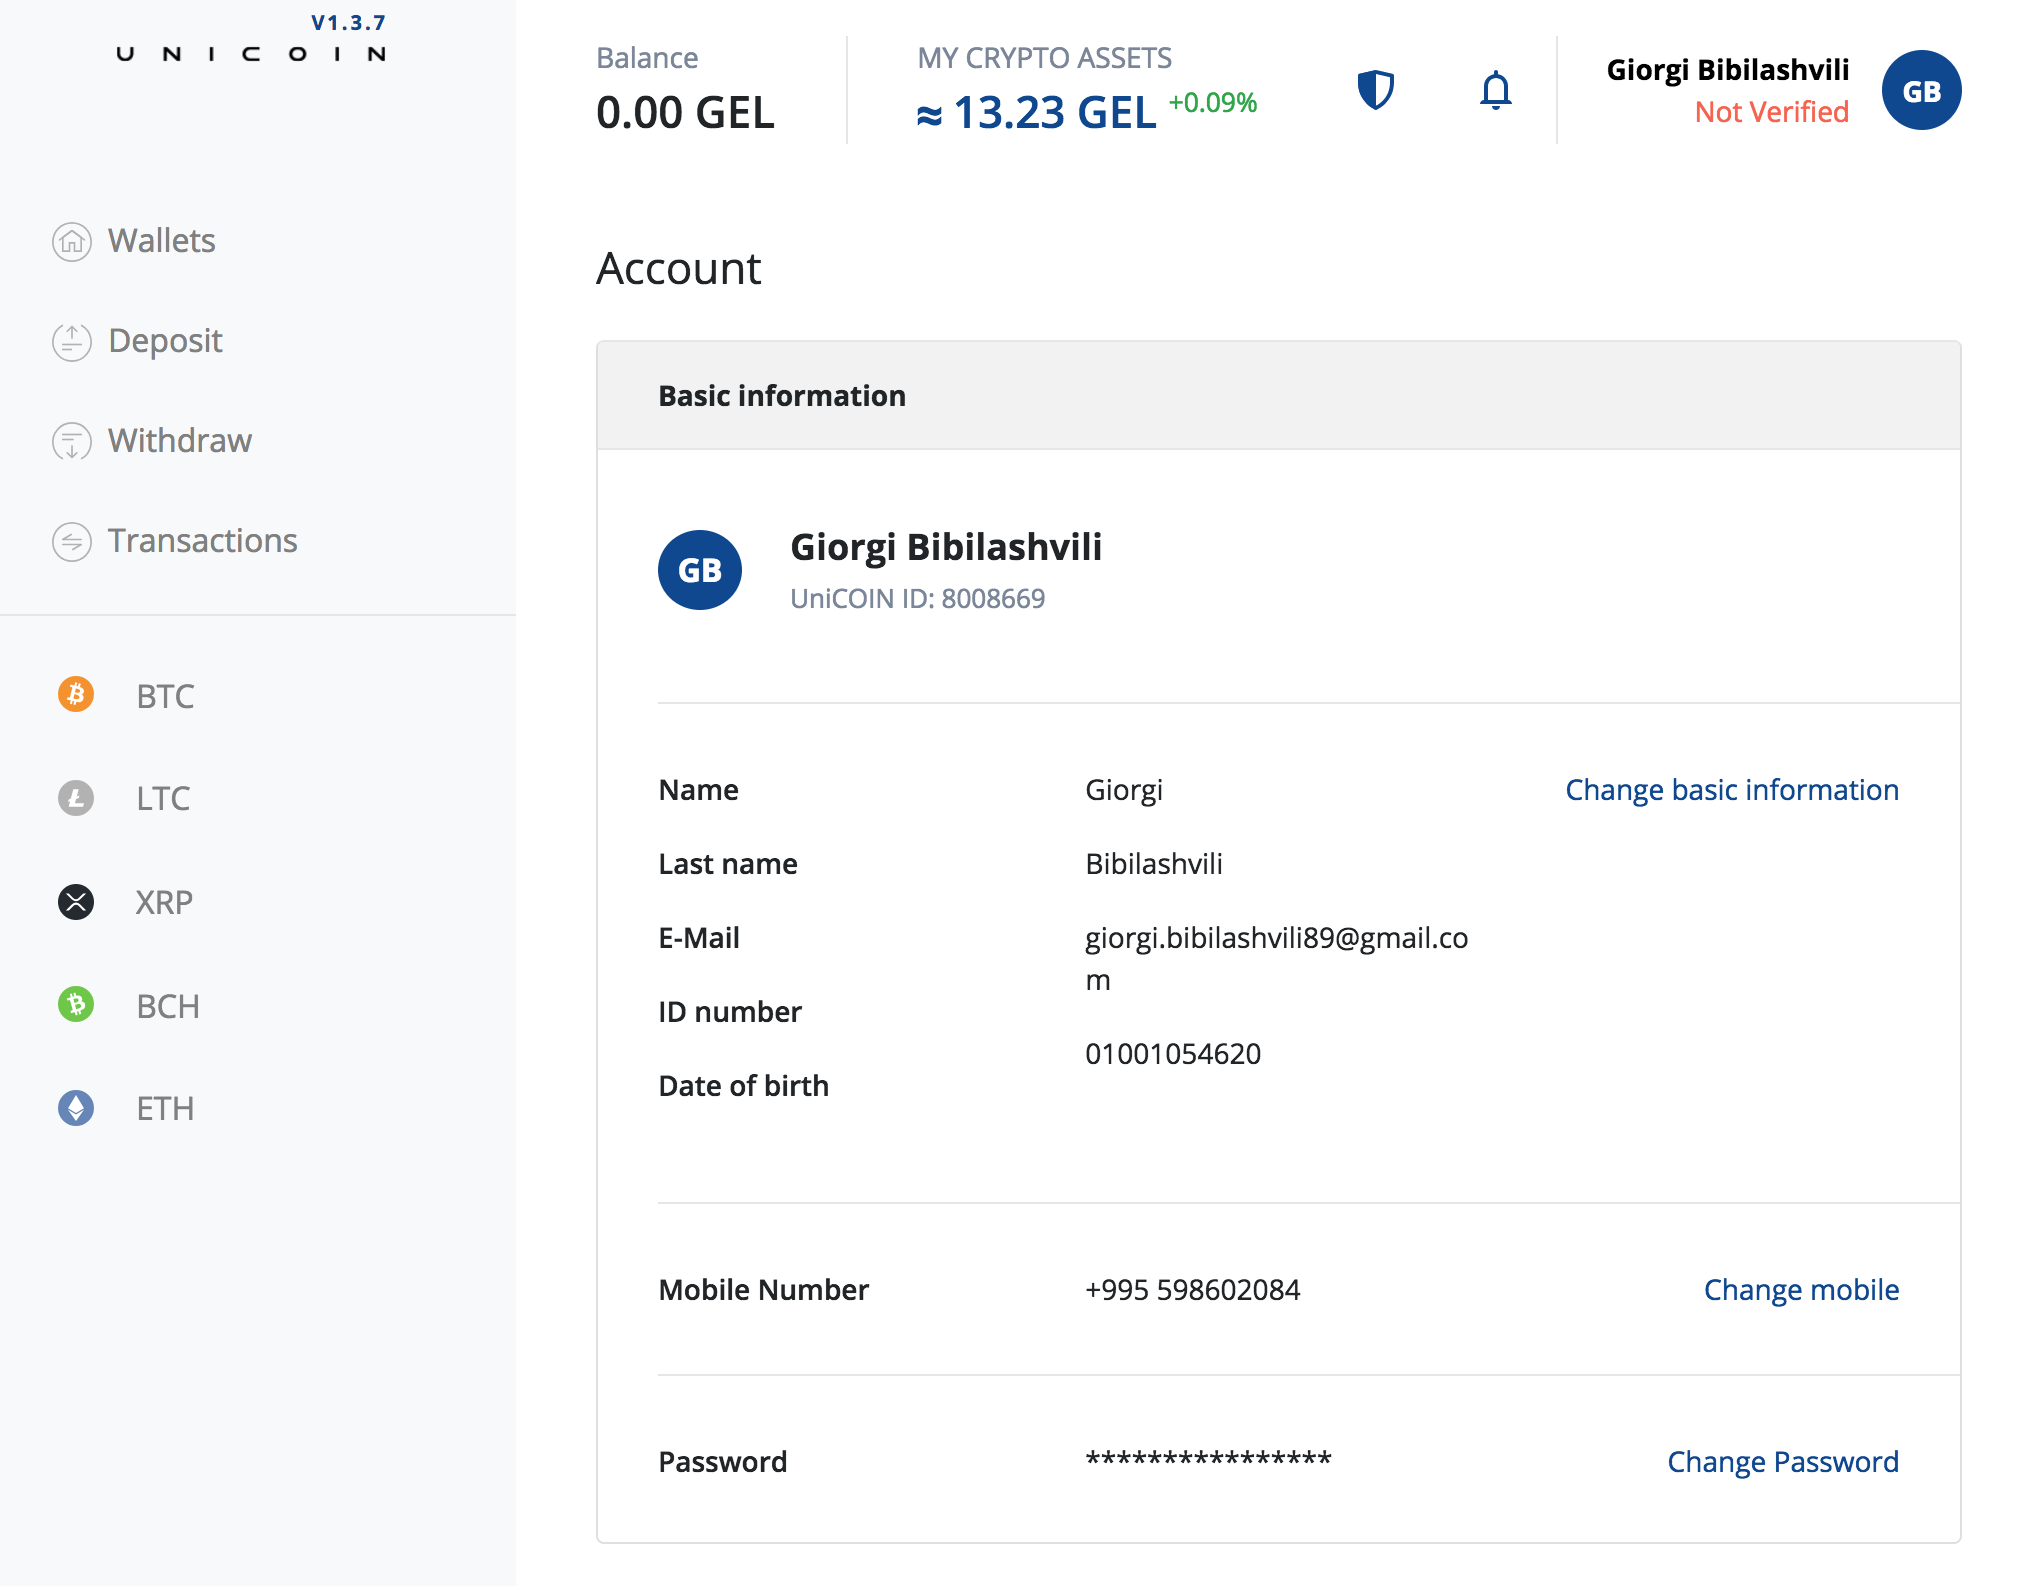 V1.3.7
UNICOIN
Wallets
Deposit
Withdraw
Transactions
BTC
LTC
XRP
BCH
ETH
Balance
0.00 GEL
MY CRYPTO ASSETS
≈ 13.23 GEL +0.09%
Giorgi Bibilashvili
Not Verified
GB
Account
Basic information
GB
Giorgi Bibilashvili
UniCOIN ID: 8008669
Name Giorgi Change basic information
Last name Bibilashvili
E-Mail giorgi.bibilashvili89@gmail.co
m
ID number 01001054620
Date of birth
Mobile Number +995 598602084 Change mobile
Password **************** Change Password